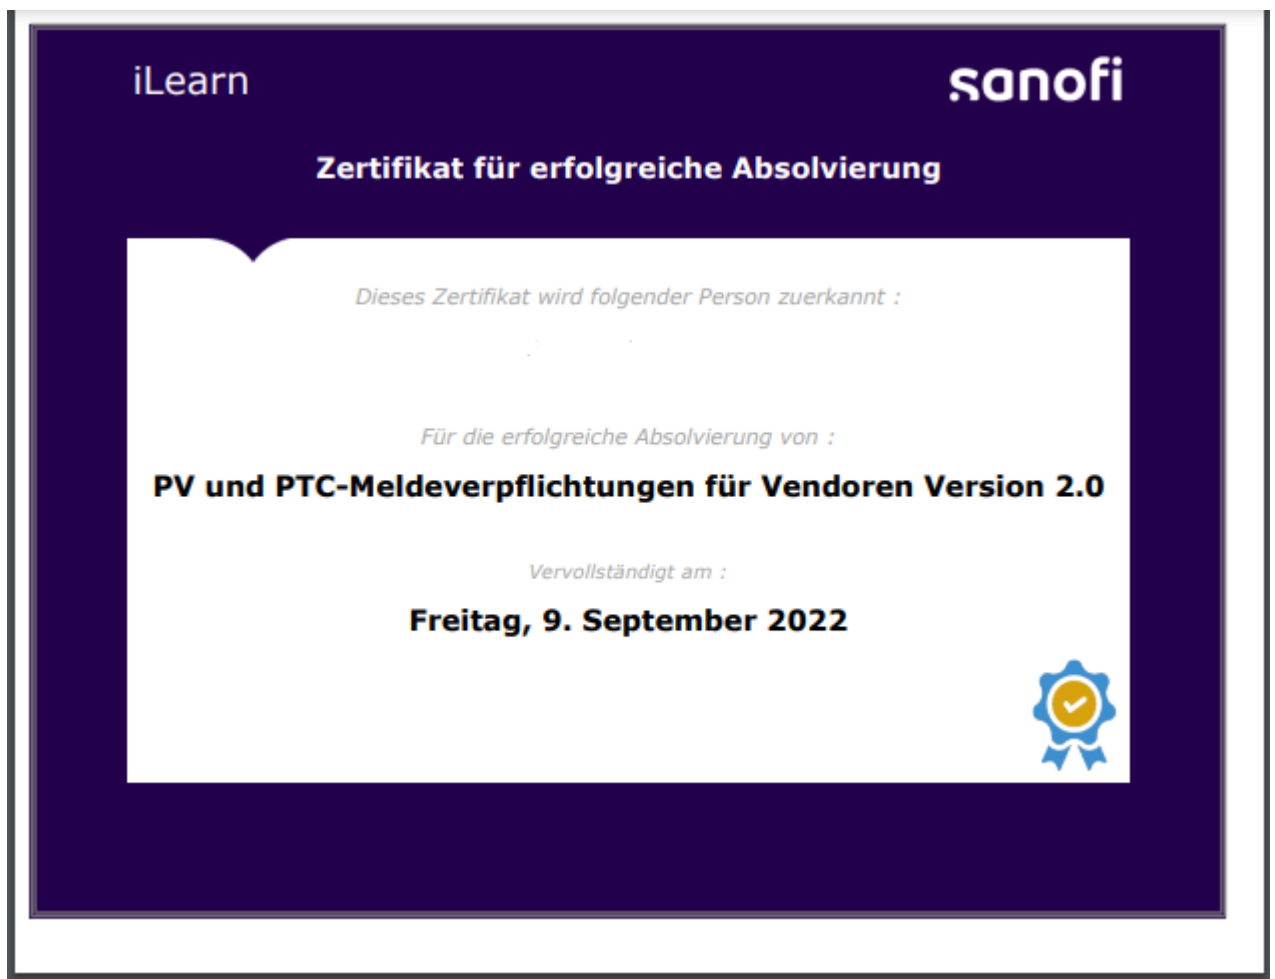 iLearn
sanofi
Zertifikat für erfolgreiche Absolvierung
Dieses Zertifikat wird folgender Person zuerkannt :
Für die erfolgreiche Absolvierung von :
PV und PTC-Meldeverpflichtungen für Vendoren Version 2.0
Vervollständigt am :
Freitag, 9. September 2022